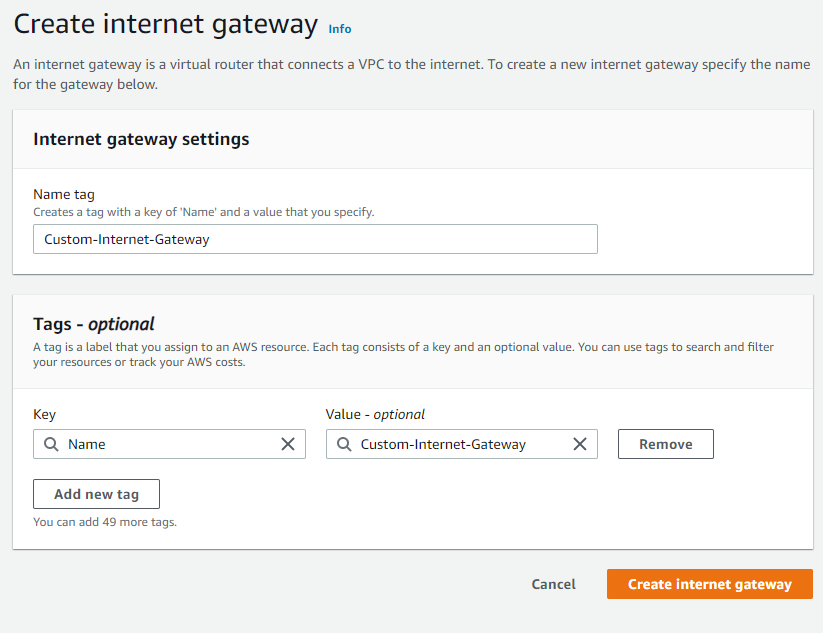 Create internet gateway Info
An internet gateway is a virtual router that connects a VPC to the internet. To create a new internet gateway specify the name
for the gateway below.
Internet gateway settings
Name tag
Creates a tag with a key of 'Name' and a value that you specify.
Custom-Internet-Gateway
Tags - optional
A tag is a label that you assign to an AWS resource. Each tag consists of a key and an optional value. You can use tags to search and filter
your resources or track your AWS costs.
Key Value - optional
Name Custom-Internet-Gateway Remove
Add new tag
You can add 49 more tags.
Cancel Create internet gateway